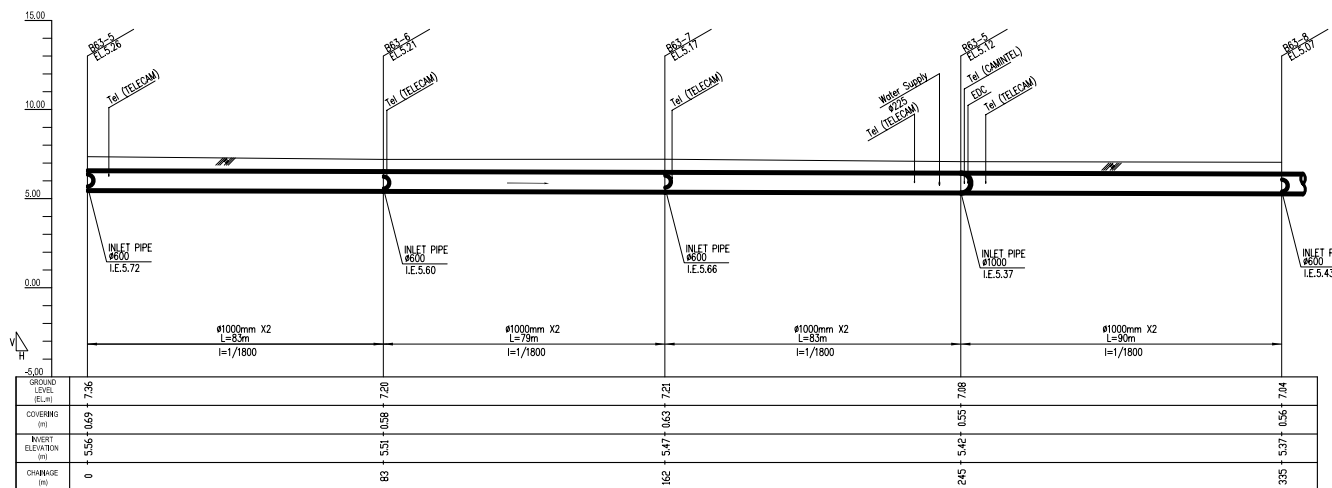 15.00
10.00
5.00
0.00
-5.00
V
H
B63-5
EL.5.26
Tel (TELECAM)
B63-6
EL.5.21
Tel (TELECAM)
B63-7
EL.5.17
Tel (TELECAM)
Water Supply
ø225
Tel (TELECAM)
B63-5
EL.5.12
Tel (CAMINTEL)
EDC
Tel (TELECAM)
B63-8
EL.5.07
INLET PIPE
ø600
I.E.5.72
INLET PIPE
ø600
I.E.5.60
INLET PIPE
ø600
I.E.5.66
INLET PIPE
ø1000
I.E.5.37
INLET P
ø600
I.E.5.43
ø1000mm X2
L=83m
I=1/1800
ø1000mm X2
L=79m
I=1/1800
ø1000mm X2
L=83m
I=1/1800
ø1000mm X2
L=90m
I=1/1800
GROUND
LEVEL
(EL.m)
7.36 7.20 7.21 7.08 7.04
COVERING
(m)
0.69 0.58 0.63 0.55 0.56
INVERT
ELEVATION
(m)
5.56 5.51 5.47 5.42 5.37
CHAINAGE
(m)
0 83 162 245 335